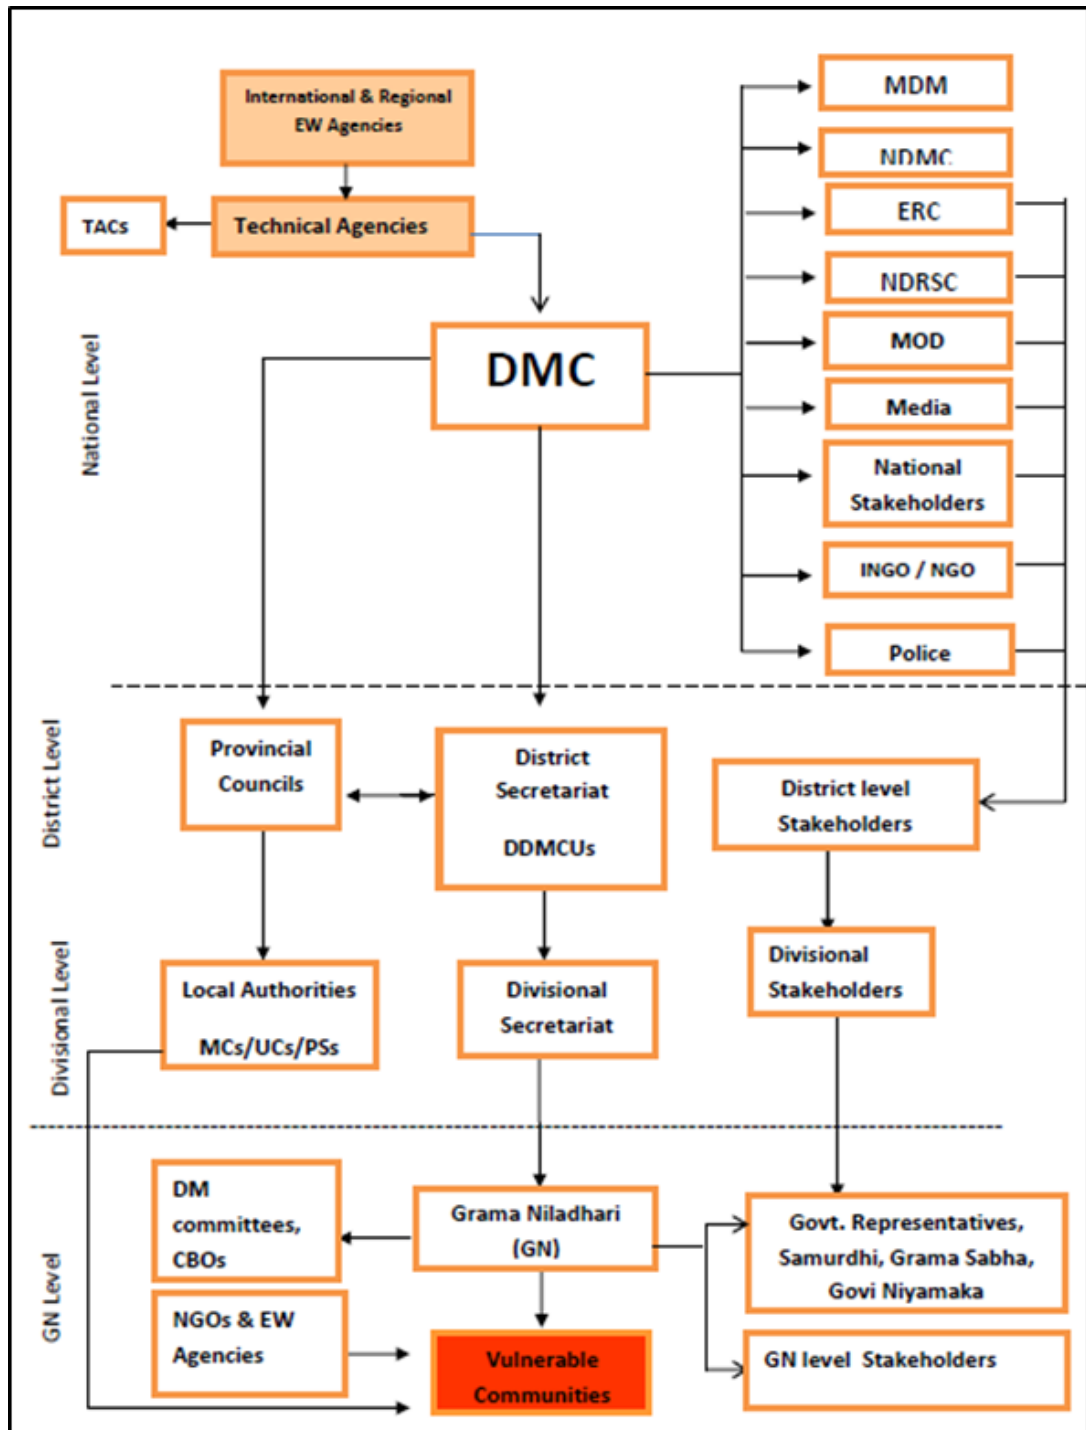 International & Regional
EW Agencies
MDM
NDMC
TACs
Technical Agencies
ERC
NDRSC
DMC
MOD
Media
National
Stakeholders
INGO / NGO
Police
National Level
Provincial
Councils
District
Secretariat
DDMCUs
District level
Stakeholders
District Level
Local Authorities
MCs/UCs/PSs
Divisional
Secretariat
Divisional
Stakeholders
Divisional Level
DM
committees,
CBOs
Grama Niladhari
(GN)
Govt. Representatives,
Samurdhi, Grama Sabha,
Govi Niyamaka
NGOs & EW
Agencies
Vulnerable
Communities
GN level Stakeholders
GN Level